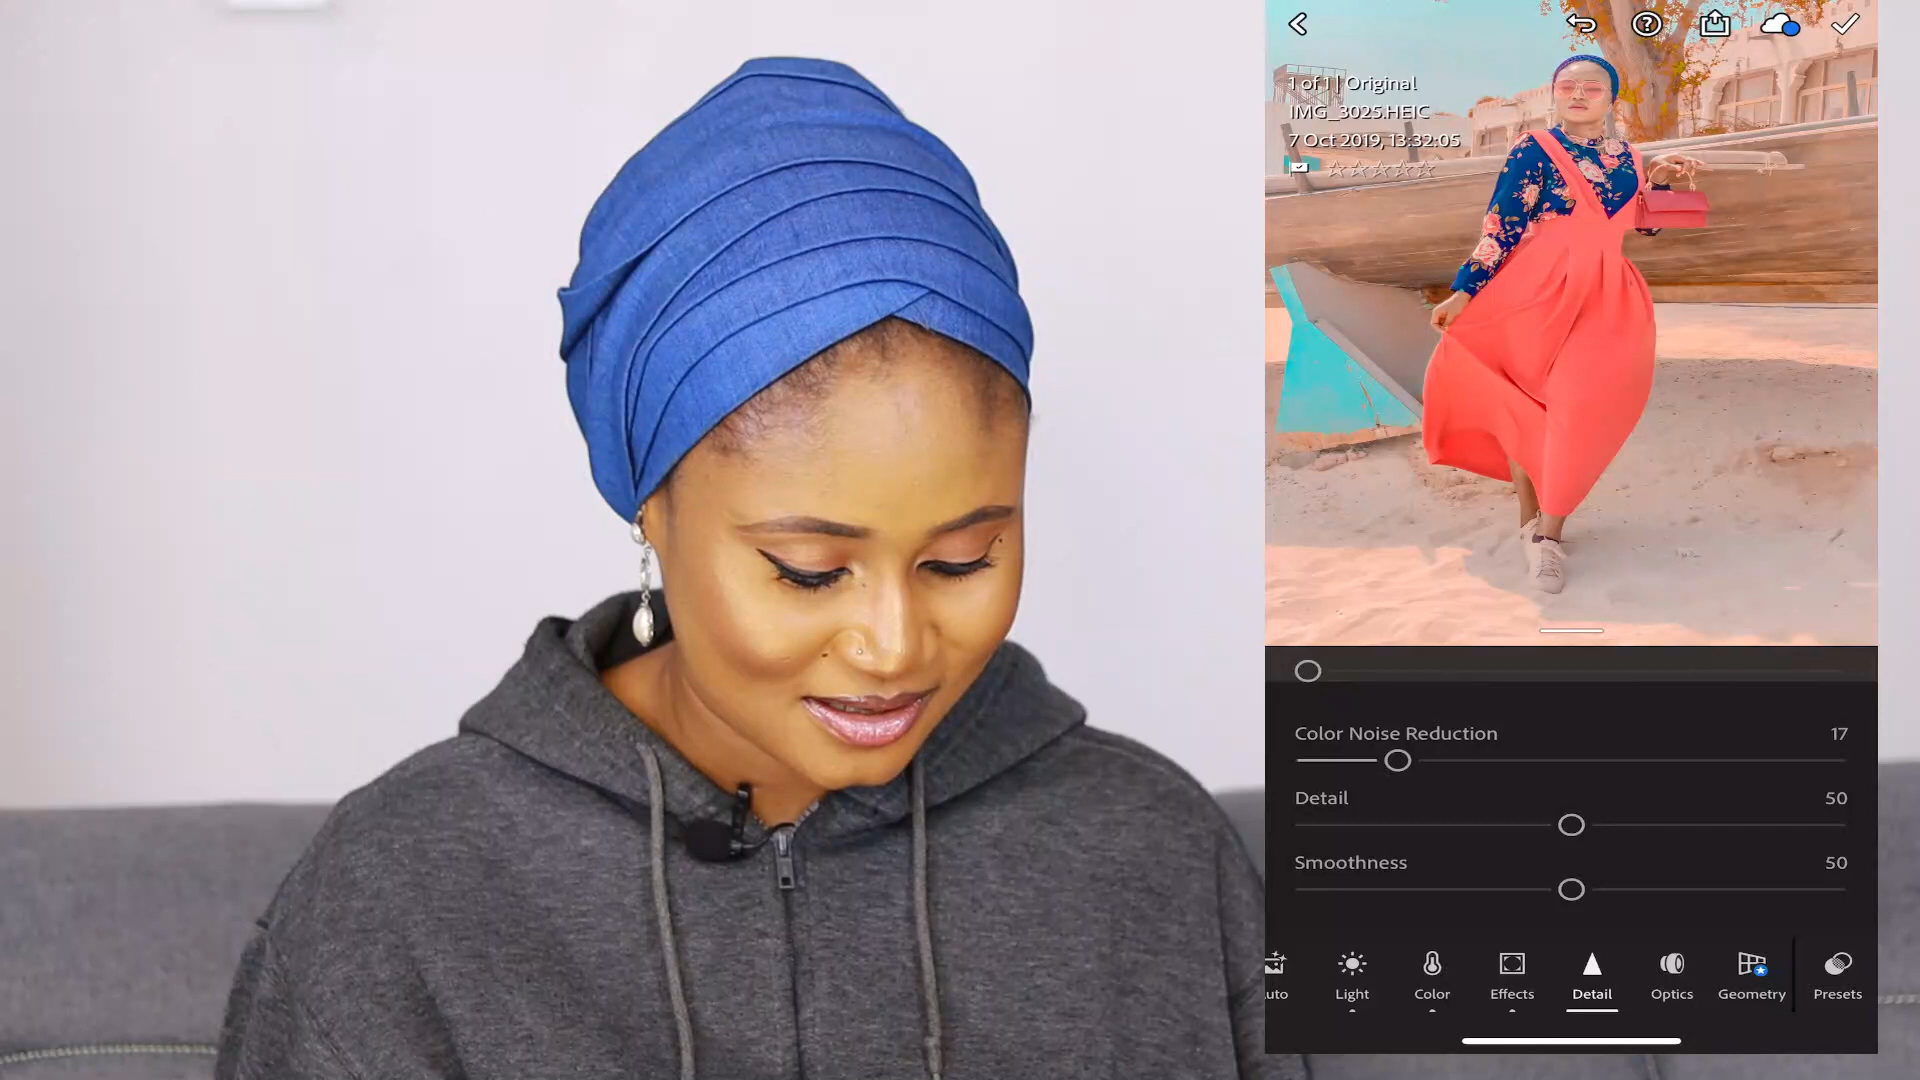 1 of 1 | Original
IMG_3025.HEIC
7 Oct 2019, 13:32:05
Color Noise Reduction 17
Detail 50
Smoothness 50
uto Light Color Effects Detail Optics Geometry Presets